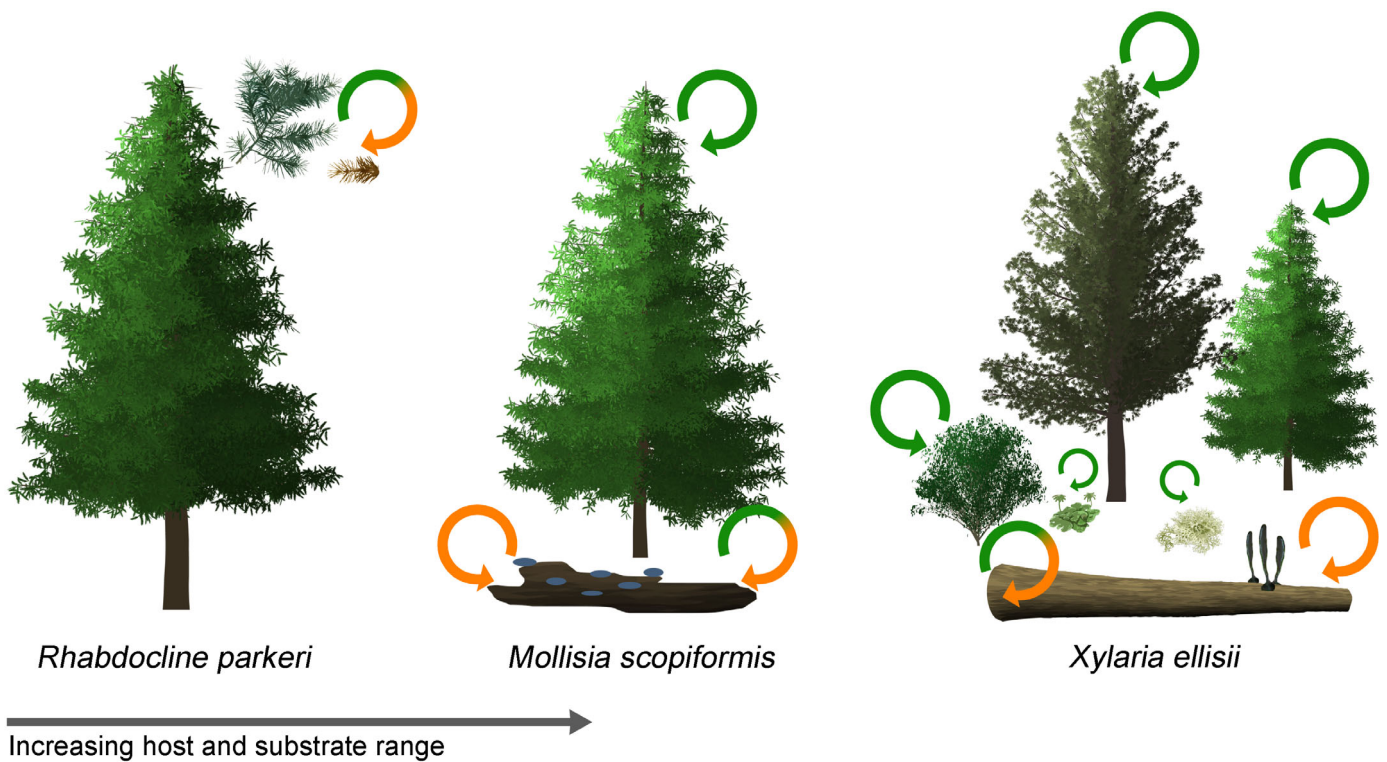 Rhabdocline parkeri
Mollisia scopiformis
Xylaria ellisii
Increasing host and substrate range